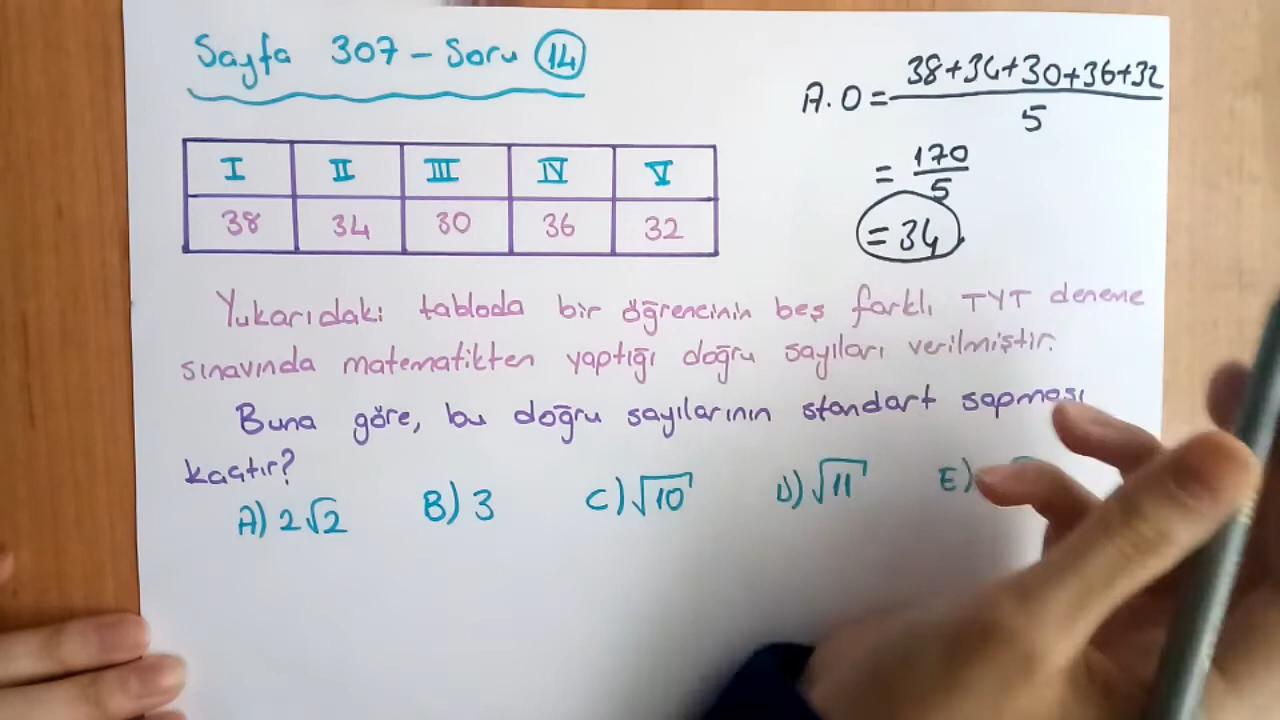 Sayfa 307 - Soru 14
A.O = 38+34+30+36+32 / 5
= 170 / 5
= 34
I II III IV V
38 34 30 36 32
Yukarıdaki tabloda bir öğrencinin beş farklı TYT deneme
sınavında matematikten yaptığı doğru sayıları verilmiştir.
Buna göre, bu doğru sayılarının standart sapması
kaçtır?
A) 2√2 B) 3 C) √10 D) √11 E)